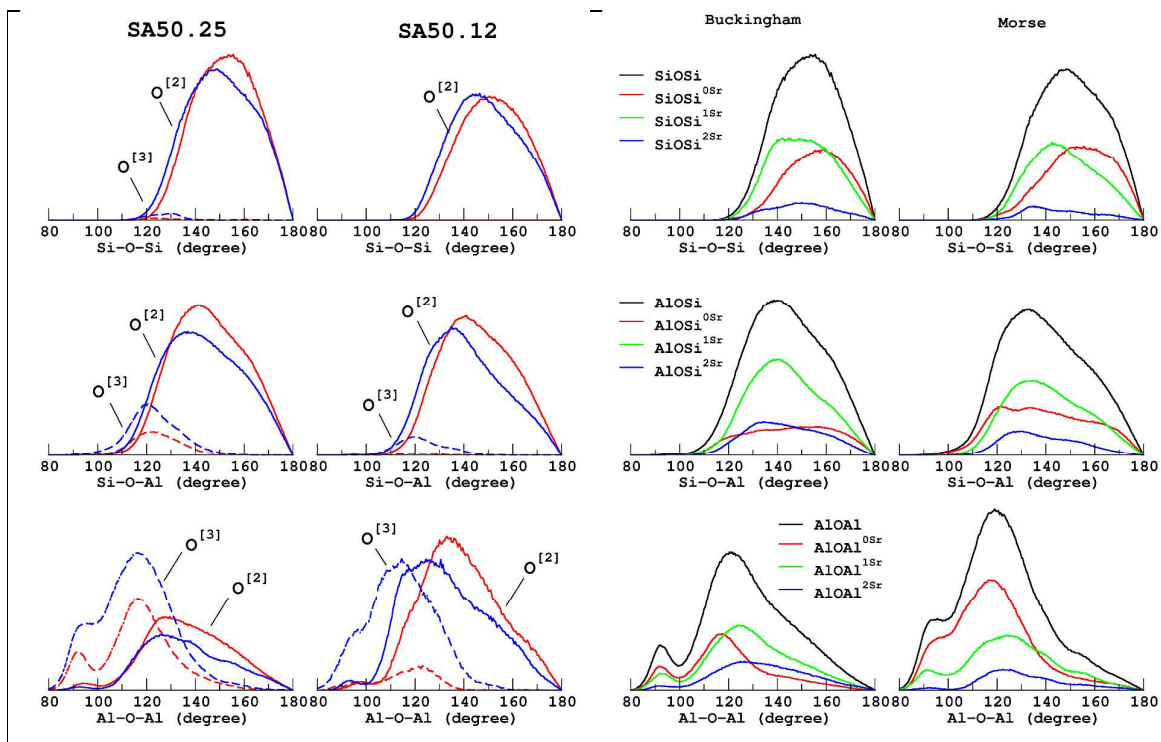 SA50.25
SA50.12
Buckingham
Morse
O[2]
O[3]
80 100 120 140 160 180
Si-O-Si (degree)
O[2]
80 100 120 140 160 180
Si-O-Si (degree)
SiOSi
SiOSi0Sr
SiOSi1Sr
SiOSi2Sr
80 100 120 140 160 180
Si-O-Si (degree)
80 100 120 140 160 180
Si-O-Si (degree)
O[2]
O[3]
80 100 120 140 160 180
Si-O-Al (degree)
O[2]
O[3]
80 100 120 140 160 180
Si-O-Al (degree)
AlOSi
AlOSi0Sr
AlOSi1Sr
AlOSi2Sr
80 100 120 140 160 180
Si-O-Al (degree)
80 100 120 140 160 180
Si-O-Al (degree)
O[3]
O[2]
80 100 120 140 160 180
Al-O-Al (degree)
O[3]
O[2]
80 100 120 140 160 180
Al-O-Al (degree)
AlOAl
AlOAl0Sr
AlOAl1Sr
AlOAl2Sr
80 100 120 140 160 180
Al-O-Al (degree)
80 100 120 140 160 180
Al-O-Al (degree)